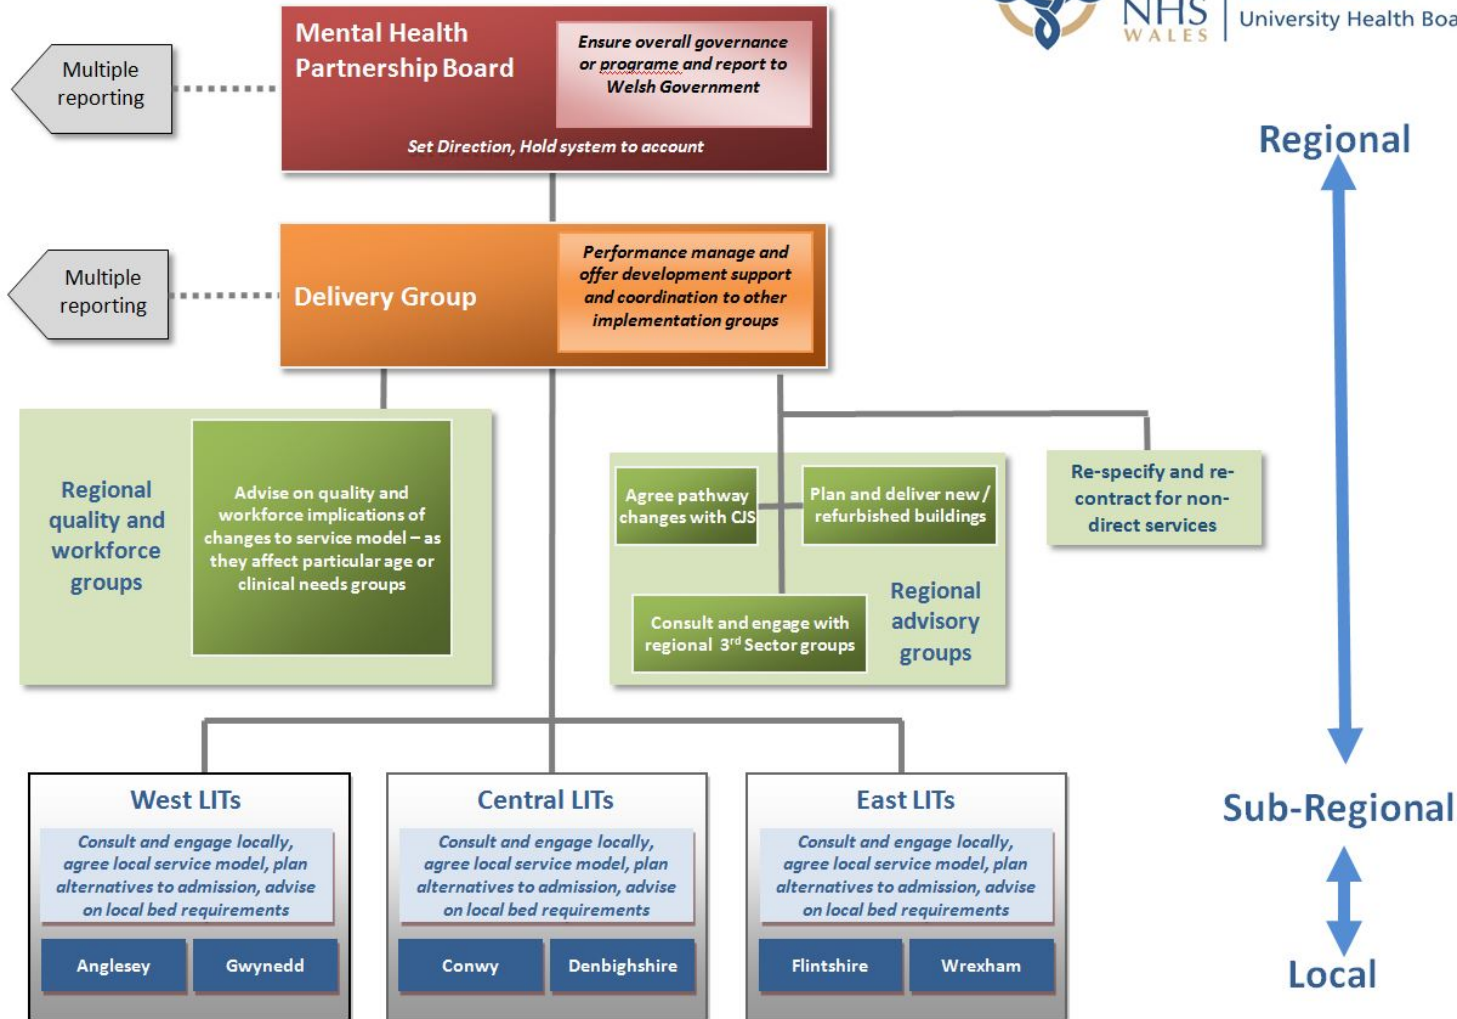 NHS
WALES
University Health Boa
Multiple
reporting
Mental Health
Partnership Board
Ensure overall governance
or programe and report to
Welsh Government
Set Direction, Hold system to account
Regional
Multiple
reporting
Delivery Group
Performance manage and
offer development support
and coordination to other
implementation groups
Regional
quality and
workforce
groups
Advise on quality and
workforce implications of
changes to service model – as
they affect particular age or
clinical needs groups
Agree pathway
changes with CJS
Plan and deliver new /
refurbished buildings
Consult and engage with
regional 3rd Sector groups
Regional
advisory
groups
Re-specify and re-
contract for non-
direct services
West LITs
Consult and engage locally,
agree local service model, plan
alternatives to admission, advise
on local bed requirements
Anglesey
Gwynedd
Central LITs
Consult and engage locally,
agree local service model, plan
alternatives to admission, advise
on local bed requirements
Conwy
Denbighshire
East LITs
Consult and engage locally,
agree local service model, plan
alternatives to admission, advise
on local bed requirements
Flintshire
Wrexham
Sub-Regional
Local